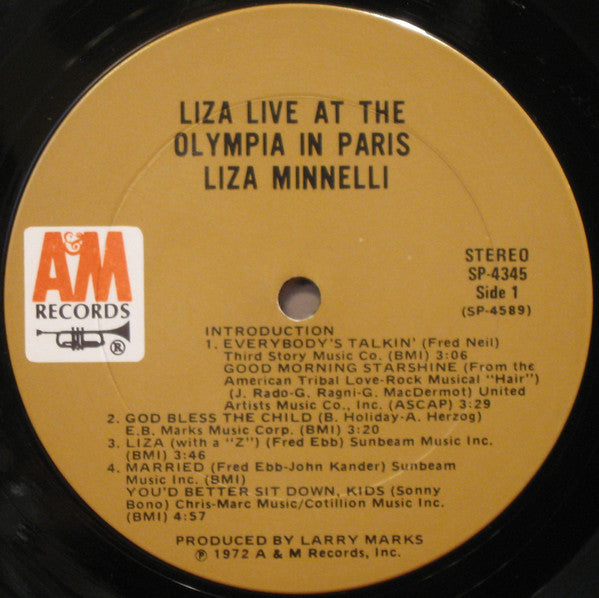 LIZA LIVE AT THE
OLYMPIA IN PARIS
LIZA MINNELLI
A&M
RECORDS
®
STEREO
SP-4345
Side 1
(SP-4589)
INTRODUCTION
1. EVERYBODY'S TALKIN' (Fred Neil)
Third Story Music Co. (BMI) 3:06
GOOD MORNING STARSHINE (From the
American Tribal Love-Rock Musical "Hair")
(J. Rado-G. Ragni-G. MacDermot) United
Artists Music Co., Inc. (ASCAP) 3:29
2. GOD BLESS THE CHILD (B. Holiday-A. Herzog)
E.B. Marks Music Corp. (BMI) 3:20
3. LIZA (with a "Z") (Fred Ebb) Sunbeam Music Inc.
(BMI) 3:46
4. MARRIED (Fred Ebb-John Kander) Sunbeam
Music Inc. (BMI)
YOU'D BETTER SIT DOWN, KIDS (Sonny
Bono) Chris-Marc Music/Cotillion Music Inc.
(BMI) 4:57
PRODUCED BY LARRY MARKS
℗ 1972 A & M Records, Inc.